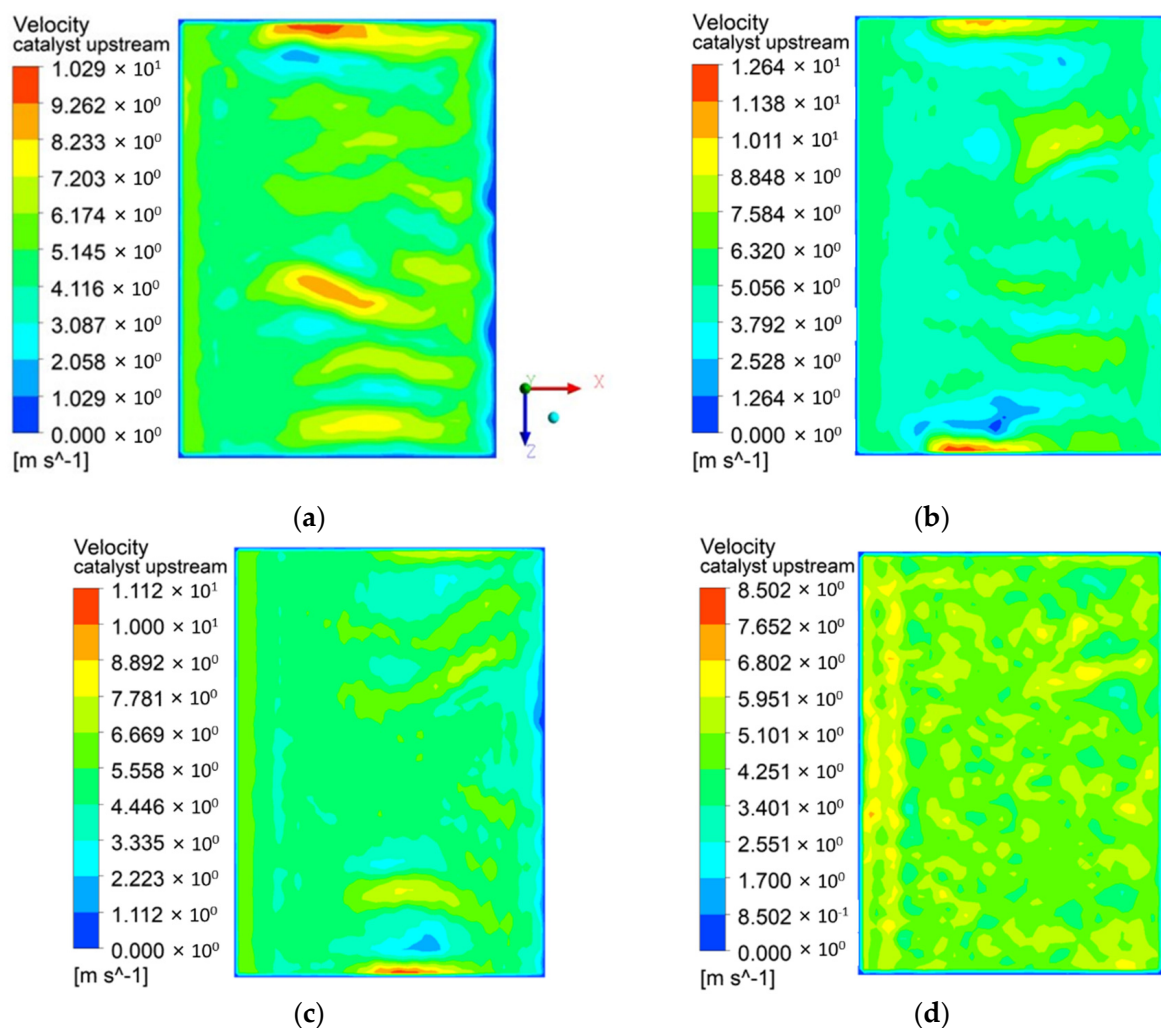 Velocity
catalyst upstream
1.029 × 10¹
9.262 × 10⁰
8.233 × 10⁰
7.203 × 10⁰
6.174 × 10⁰
5.145 × 10⁰
4.116 × 10⁰
3.087 × 10⁰
2.058 × 10⁰
1.029 × 10⁰
0.000 × 10⁰
[m s^-1]
Y
X
Z
(a)
Velocity
catalyst upstream
1.264 × 10¹
1.138 × 10¹
1.011 × 10¹
8.848 × 10⁰
7.584 × 10⁰
6.320 × 10⁰
5.056 × 10⁰
3.792 × 10⁰
2.528 × 10⁰
1.264 × 10⁰
0.000 × 10⁰
[m s^-1]
(b)
Velocity
catalyst upstream
1.112 × 10¹
1.000 × 10¹
8.892 × 10⁰
7.781 × 10⁰
6.669 × 10⁰
5.558 × 10⁰
4.446 × 10⁰
3.335 × 10⁰
2.223 × 10⁰
1.112 × 10⁰
0.000 × 10⁰
[m s^-1]
(c)
Velocity
catalyst upstream
8.502 × 10⁰
7.652 × 10⁰
6.802 × 10⁰
5.951 × 10⁰
5.101 × 10⁰
4.251 × 10⁰
3.401 × 10⁰
2.551 × 10⁰
1.700 × 10⁰
8.502 × 10⁻¹
0.000 × 10⁰
[m s^-1]
(d)